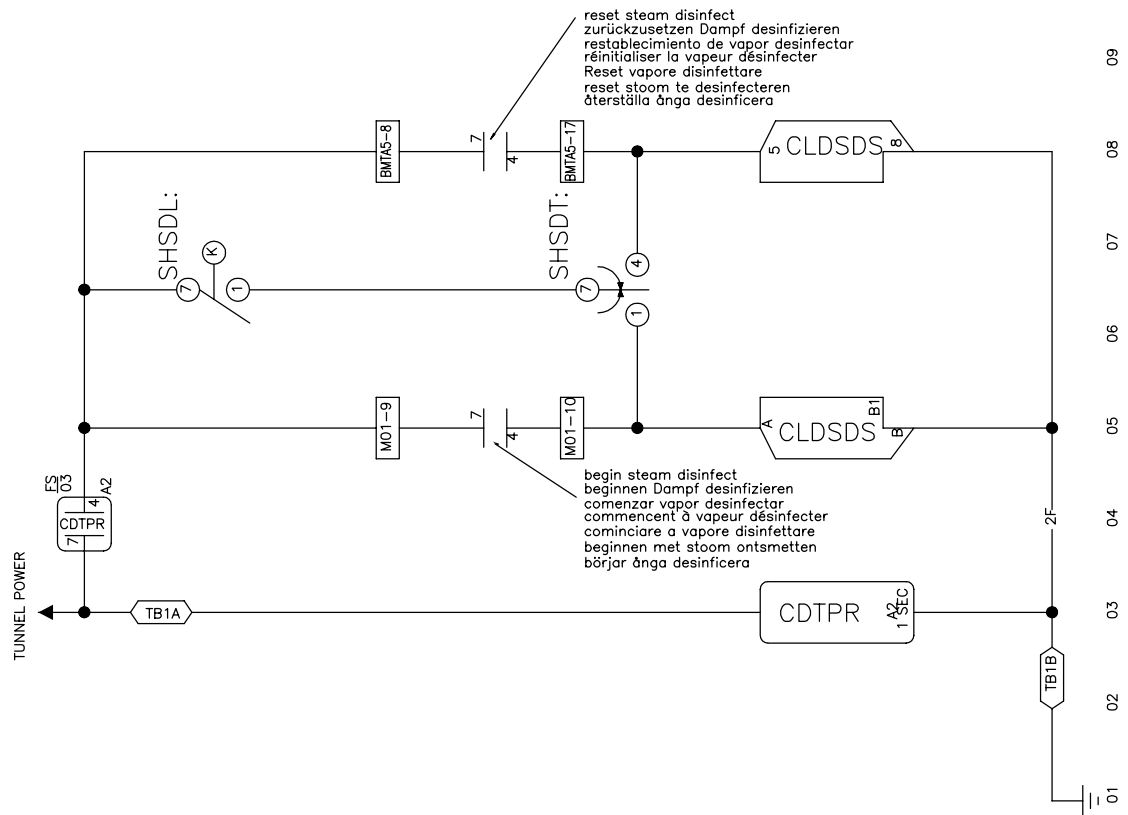 reset steam disinfect
zurückzusetzen Dampf desinfizieren
restablecimiento de vapor desinfectar
réinitialiser la vapeur désinfecter
Reset vapore disinfettare
reset stoom te desinfecteren
återställa ånga desinficera
09
BMTA5-8
7
4
BMTA5-17
5
CLDSDS
8
08
SHSDL:
SHSDT:
07
K
7
1
7
4
1
06
M01-9
7
4
M01-10
A
CLDSDS
B1
B
05
begin steam disinfect
beginnen Dampf desinfizieren
comenzar vapor desinfectar
commencent à vapeur désinfecter
cominciare a vapore disinfettare
beginnen met stoom ontsmetten
börjar ånga desinficera
FS
03
A2
4
CDTPR
7
2F
04
TUNNEL POWER
TB1A
CDTPR
A2
1 SEC
03
TB1B
02
01